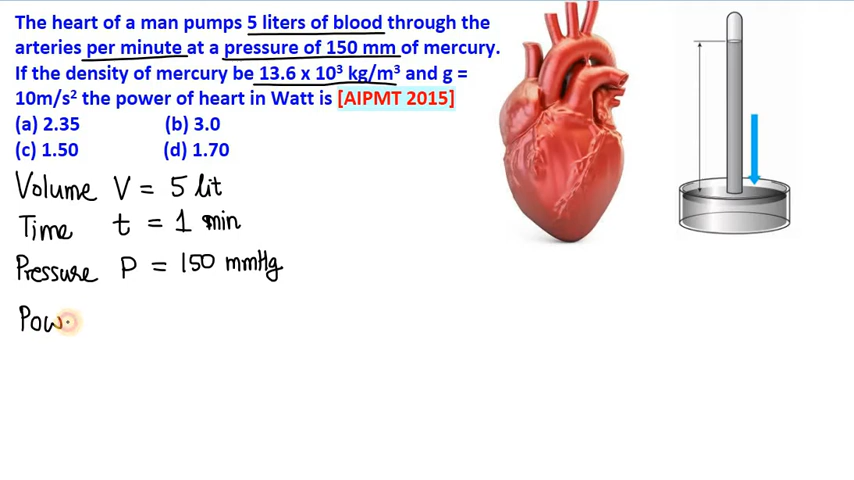 The heart of a man pumps 5 liters of blood through the
arteries per minute at a pressure of 150 mm of mercury.
If the density of mercury be 13.6 x 10³ kg/m³ and g =
10m/s² the power of heart in Watt is [AIPMT 2015]
(a) 2.35 (b) 3.0
(c) 1.50 (d) 1.70
Volume V = 5 lit
Time t = 1 min
Pressure P = 150 mmHg
Pow